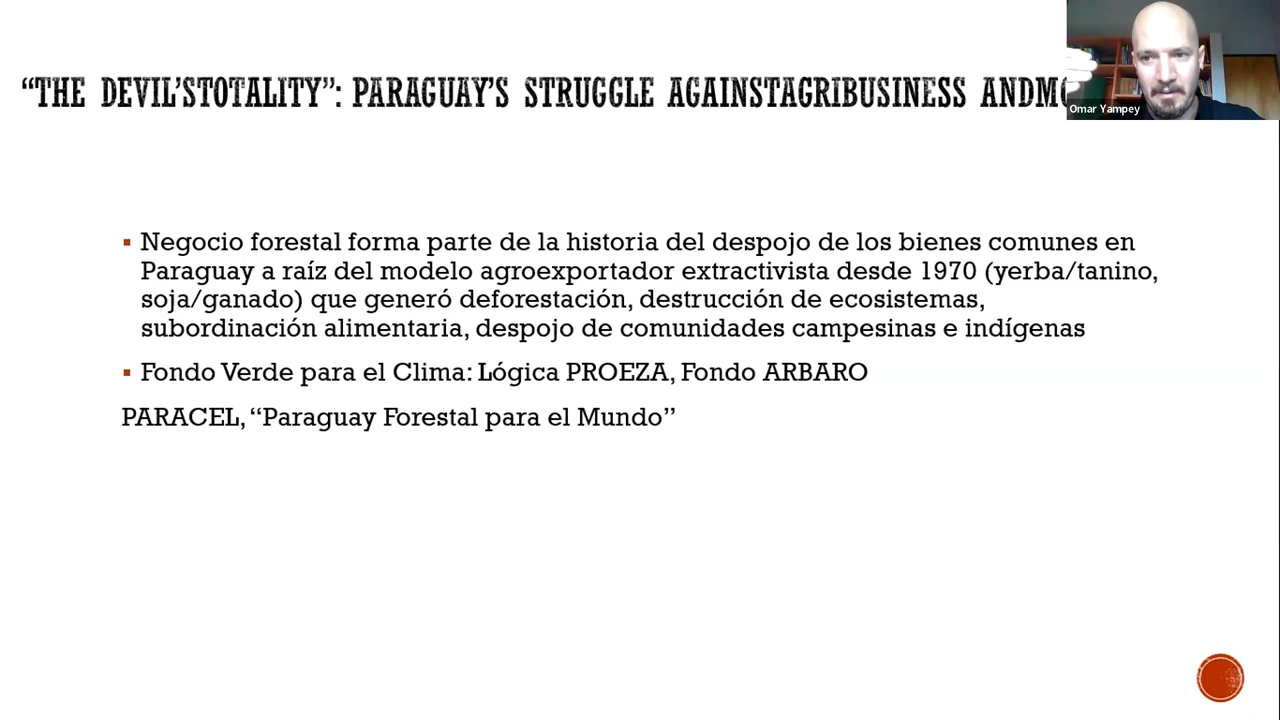 “THE DEVIL’STOTALITY”: PARAGUAY’S STRUGGLE AGAINSTAGRIBUSINESS
Omar Yampey
Negocio forestal forma parte de la historia del despojo de los bienes comunes en
Paraguay a raíz del modelo agroexportador extractivista desde 1970 (yerba/tanino,
soja/ganado) que generó deforestación, destrucción de ecosistemas,
subordinación alimentaria, despojo de comunidades campesinas e indígenas
Fondo Verde para el Clima: Lógica PROEZA, Fondo ARBARO
PARACEL, “Paraguay Forestal para el Mundo”